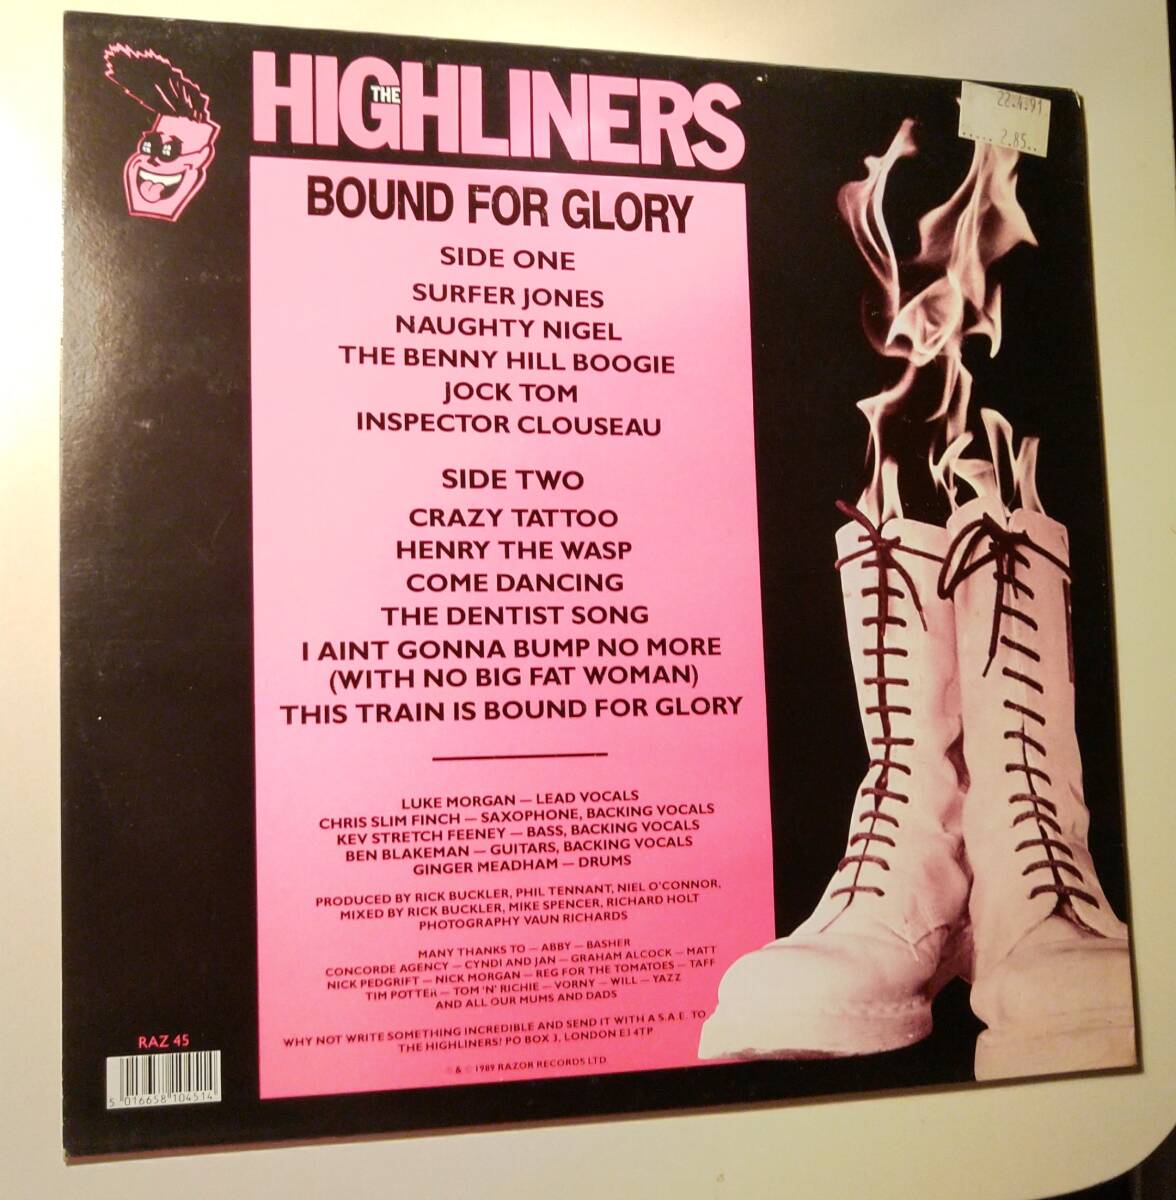 THE HIGHLINERS
22.4.91
2.85
BOUND FOR GLORY
SIDE ONE
SURFER JONES
NAUGHTY NIGEL
THE BENNY HILL BOOGIE
JOCK TOM
INSPECTOR CLOUSEAU
SIDE TWO
CRAZY TATTOO
HENRY THE WASP
COME DANCING
THE DENTIST SONG
I AINT GONNA BUMP NO MORE
(WITH NO BIG FAT WOMAN)
THIS TRAIN IS BOUND FOR GLORY
LUKE MORGAN — LEAD VOCALS
CHRIS SLIM FINCH — SAXOPHONE, BACKING VOCALS
KEV STRETCH FEENEY — BASS, BACKING VOCALS
BEN BLAKEMAN — GUITARS, BACKING VOCALS
GINGER MEADHAM — DRUMS
PRODUCED BY RICK BUCKLER, PHIL TENNANT, NIEL O'CONNOR,
MIXED BY RICK BUCKLER, MIKE SPENCER, RICHARD HOLT
PHOTOGRAPHY VAUN RICHARDS
MANY THANKS TO — ABBY — BASHER
CONCORDE AGENCY — CYNDI AND JAN — GRAHAM ALCOCK — MATT
NICK PEDGRIFT — NICK MORGAN — REG FOR THE TOMATOES — TAFF
TIM POTTER — TOM 'N' RICHIE — VORNY — WILL — YAZZ
AND ALL OUR MUMS AND DADS
WHY NOT WRITE SOMETHING INCREDIBLE AND SEND IT WITH A S.A.E. TO
THE HIGHLINERS! PO BOX 3, LONDON E3 4TP
℗ & © 1989 RAZOR RECORDS LTD.
RAZ 45
5 016658 104514